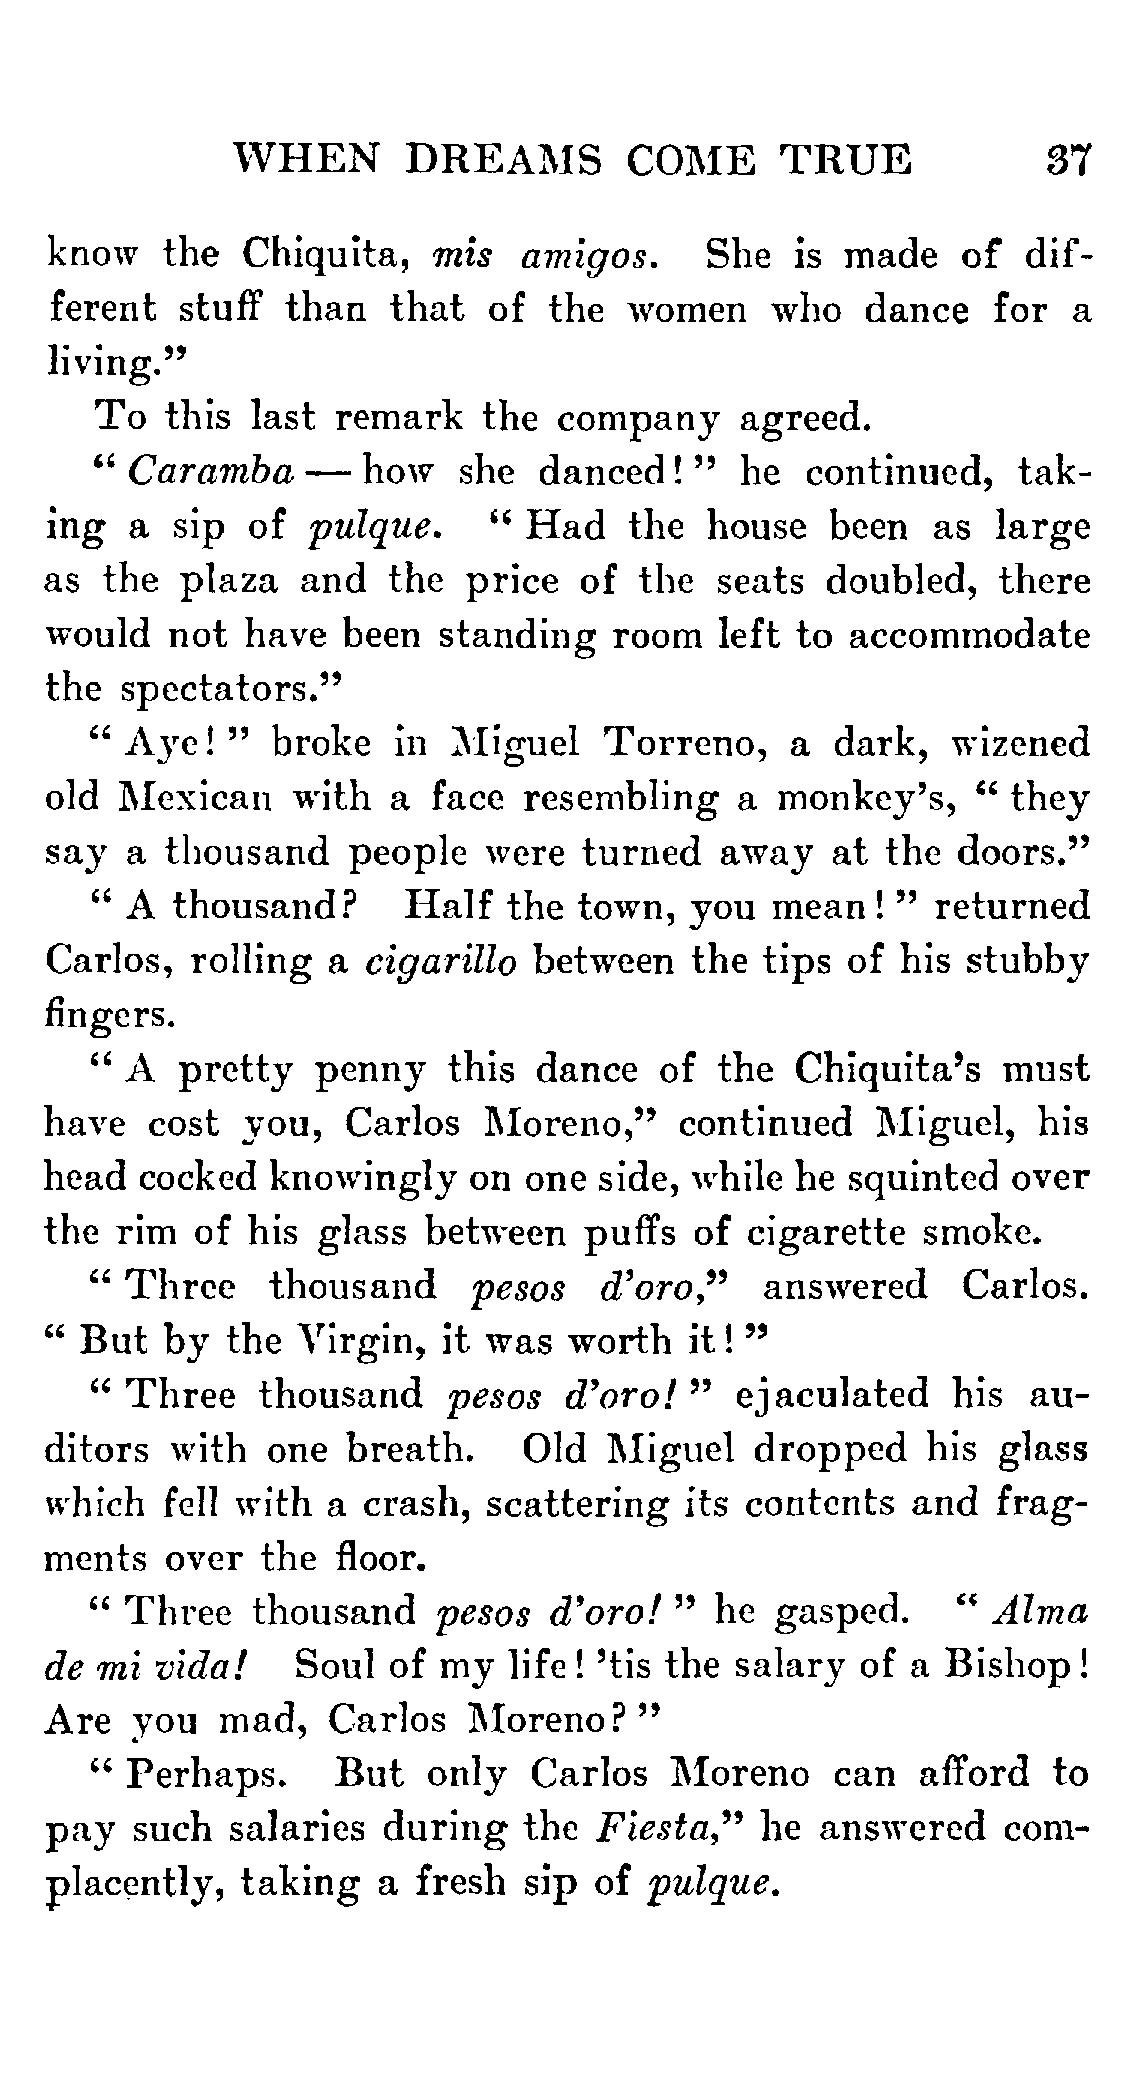 WHEN DREAMS COME TRUE 37
know the Chiquita, mis amigos. She is made of dif-
ferent stuff than that of the women who dance for a
living."
To this last remark the company agreed.
" Caramba — how she danced! " he continued, tak-
ing a sip of pulque. " Had the house been as large
as the plaza and the price of the seats doubled, there
would not have been standing room left to accommodate
the spectators."
" Aye! " broke in Miguel Torreno, a dark, wizened
old Mexican with a face resembling a monkey's, " they
say a thousand people were turned away at the doors."
" A thousand? Half the town, you mean! " returned
Carlos, rolling a cigarillo between the tips of his stubby
fingers.
" A pretty penny this dance of the Chiquita's must
have cost you, Carlos Moreno," continued Miguel, his
head cocked knowingly on one side, while he squinted over
the rim of his glass between puffs of cigarette smoke.
" Three thousand pesos d'oro," answered Carlos.
" But by the Virgin, it was worth it! "
" Three thousand pesos d'oro! " ejaculated his au-
ditors with one breath. Old Miguel dropped his glass
which fell with a crash, scattering its contents and frag-
ments over the floor.
" Three thousand pesos d'oro! " he gasped. " Alma
de mi vida! Soul of my life! 'tis the salary of a Bishop!
Are you mad, Carlos Moreno? "
" Perhaps. But only Carlos Moreno can afford to
pay such salaries during the Fiesta," he answered com-
placently, taking a fresh sip of pulque.